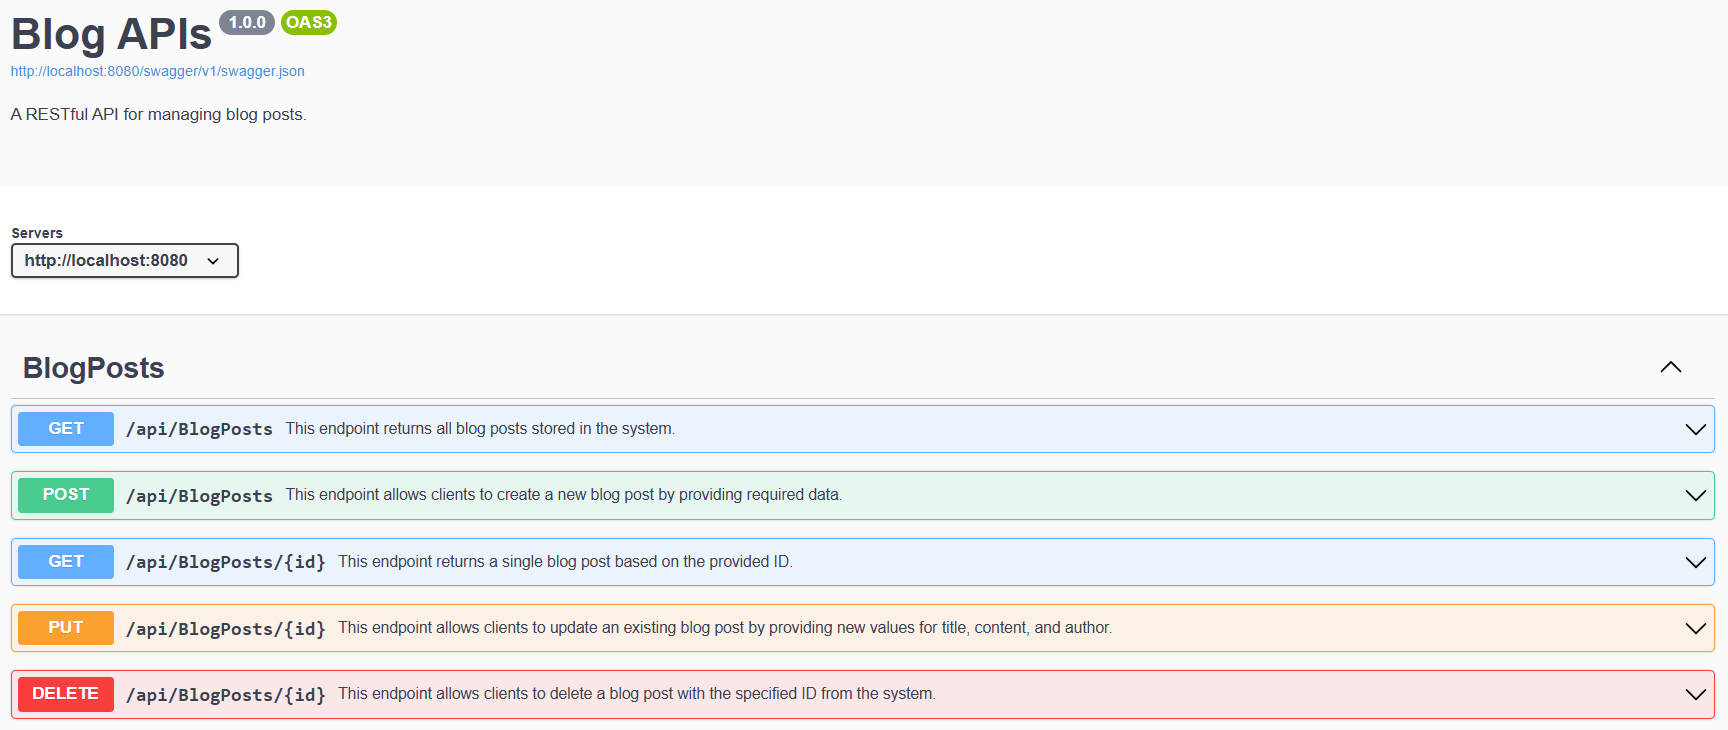 Blog APIs 1.0.0 OAS3
http://localhost:8080/swagger/v1/swagger.json
A RESTful API for managing blog posts.
Servers
http://localhost:8080
BlogPosts
GET /api/BlogPosts This endpoint returns all blog posts stored in the system.
POST /api/BlogPosts This endpoint allows clients to create a new blog post by providing required data.
GET /api/BlogPosts/{id} This endpoint returns a single blog post based on the provided ID.
PUT /api/BlogPosts/{id} This endpoint allows clients to update an existing blog post by providing new values for title, content, and author.
DELETE /api/BlogPosts/{id} This endpoint allows clients to delete a blog post with the specified ID from the system.